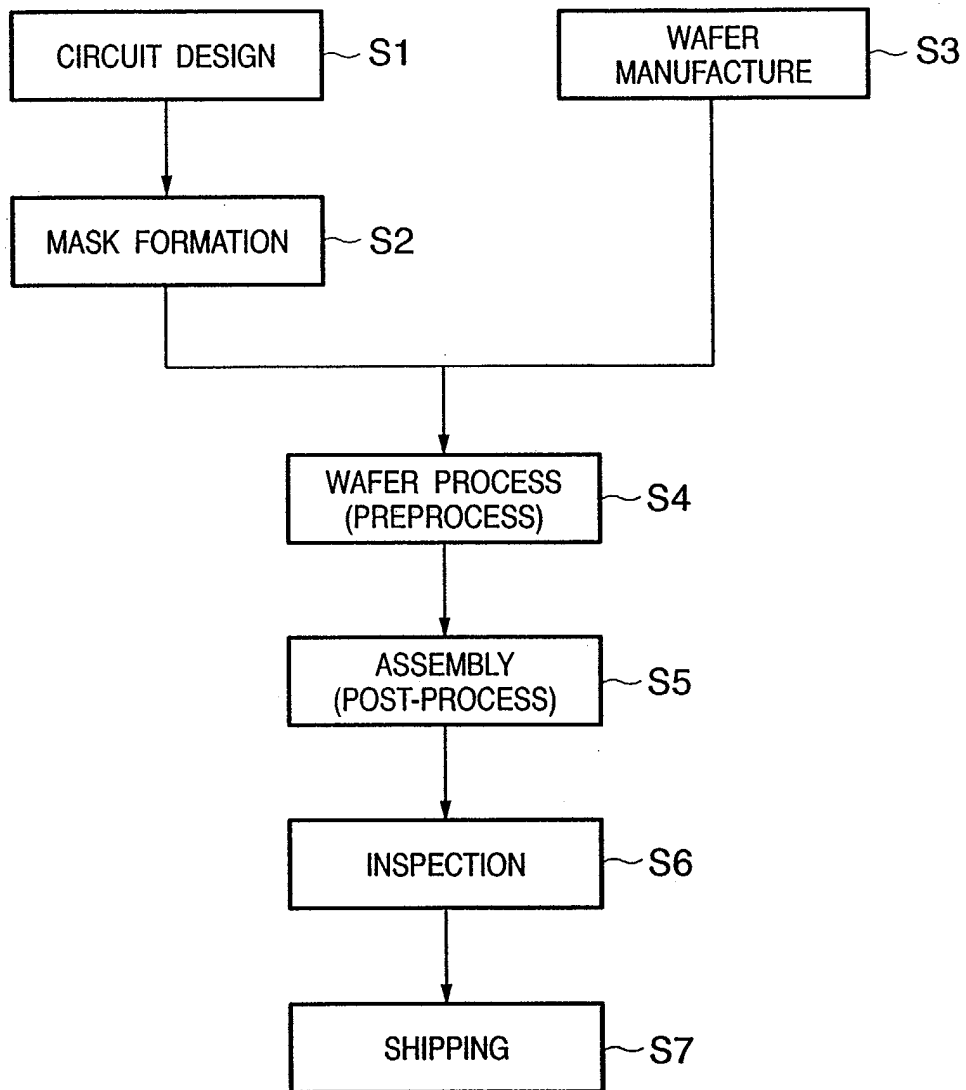 CIRCUIT DESIGN
S1
WAFER
MANUFACTURE
S3
MASK FORMATION
S2
WAFER PROCESS
(PREPROCESS)
S4
ASSEMBLY
(POST-PROCESS)
S5
INSPECTION
S6
SHIPPING
S7